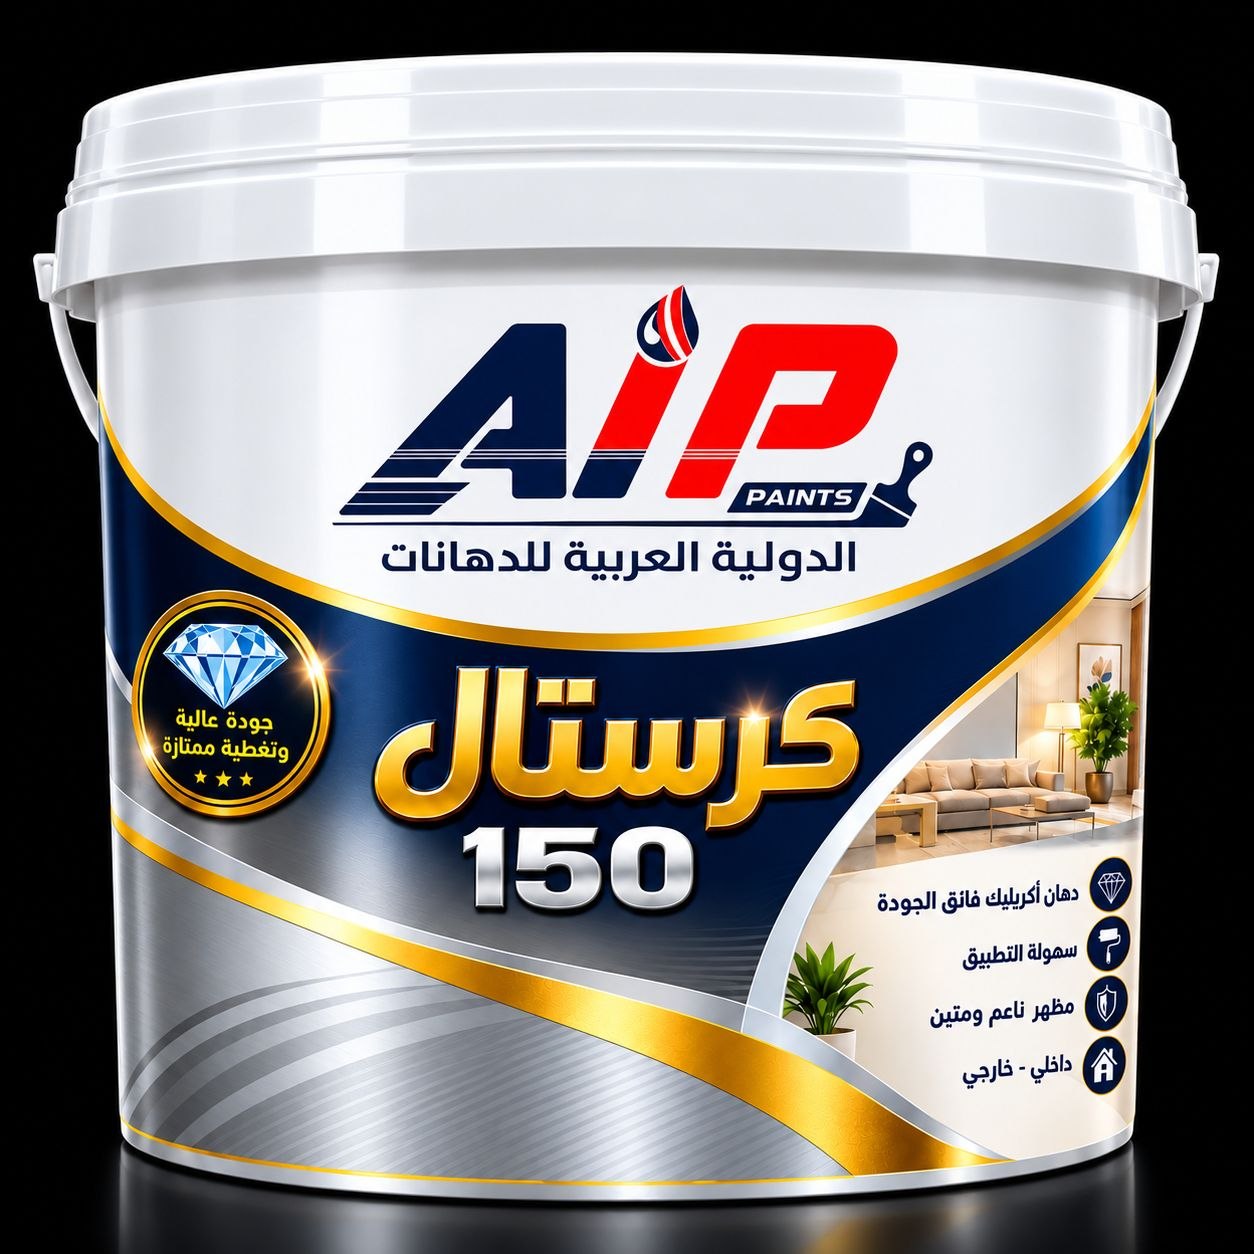 AIP
PAINTS
الدولية العربية للدهانات
جودة عالية
وتغطية ممتازة
كرستال
150
دهان أكريليك فائق الجودة
سهولة التطبيق
مظهر ناعم ومتين
داخلي - خارجي